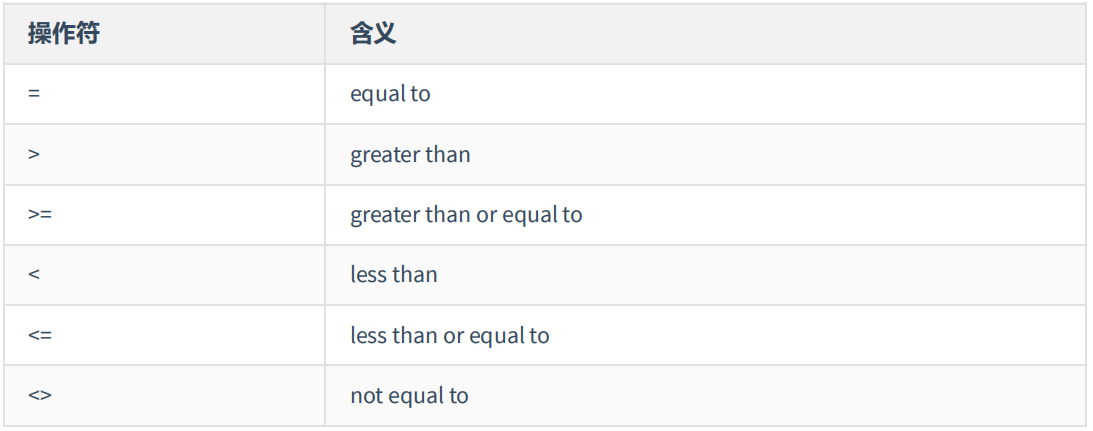 操作符 含义
= equal to
> greater than
>= greater than or equal to
< less than
<= less than or equal to
<> not equal to